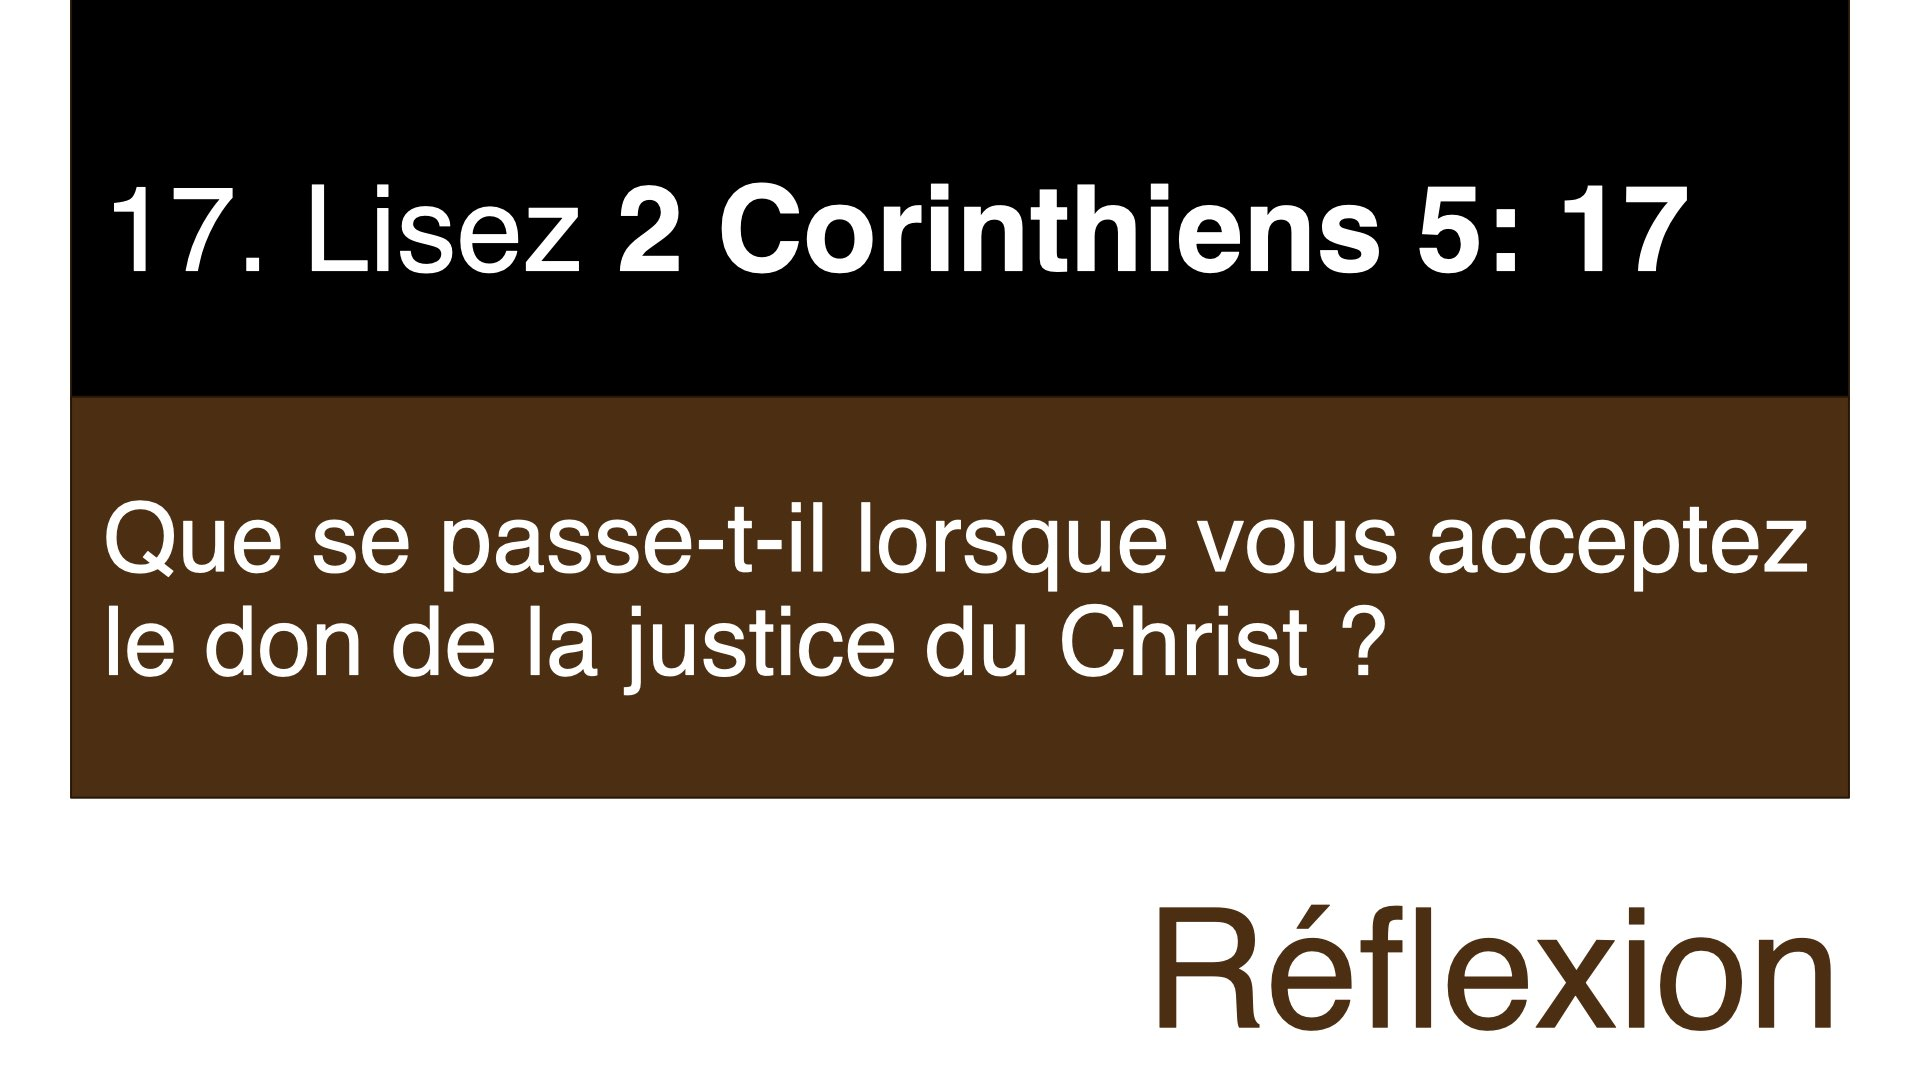 17. Lisez 2 Corinthiens 5: 17
Que se passe-t-il lorsque vous acceptez
le don de la justice du Christ ?
Réflexion